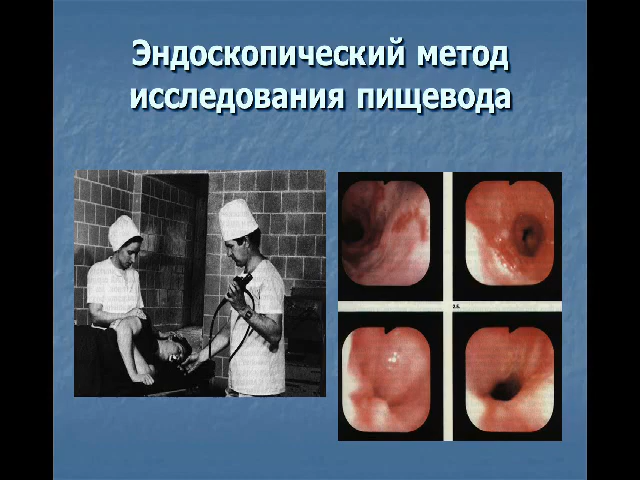 Эндоскопический метод
исследования пищевода